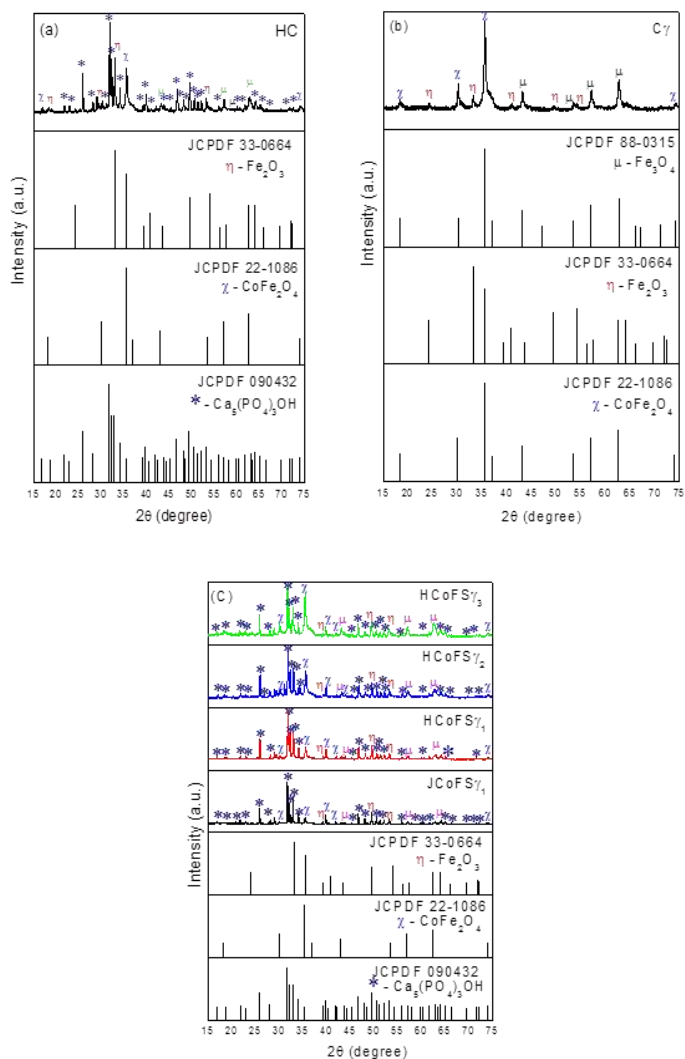 (a)
HC
JCPDF 33-0664
η - Fe₂O₃
JCPDF 22-1086
χ - CoFe₂O₄
JCPDF 090432
* - Ca₅(PO₄)₃OH
Intensity (a.u.)
15 20 25 30 35 40 45 50 55 60 65 70 75
2θ (degree)
(b)
Cγ
JCPDF 88-0315
μ - Fe₃O₄
JCPDF 33-0664
η - Fe₂O₃
JCPDF 22-1086
χ - CoFe₂O₄
Intensity (a.u.)
15 20 25 30 35 40 45 50 55 60 65 70 75
2θ (degree)
(C)
HCoFSγ₃
HCoFSγ₂
HCoFSγ₁
JCoFSγ₁
JCPDF 33-0664
η - Fe₂O₃
JCPDF 22-1086
χ - CoFe₂O₄
JCPDF 090432
* - Ca₅(PO₄)₃OH
Intensity (a.u.)
15 20 25 30 35 40 45 50 55 60 65 70 75
2θ (degree)